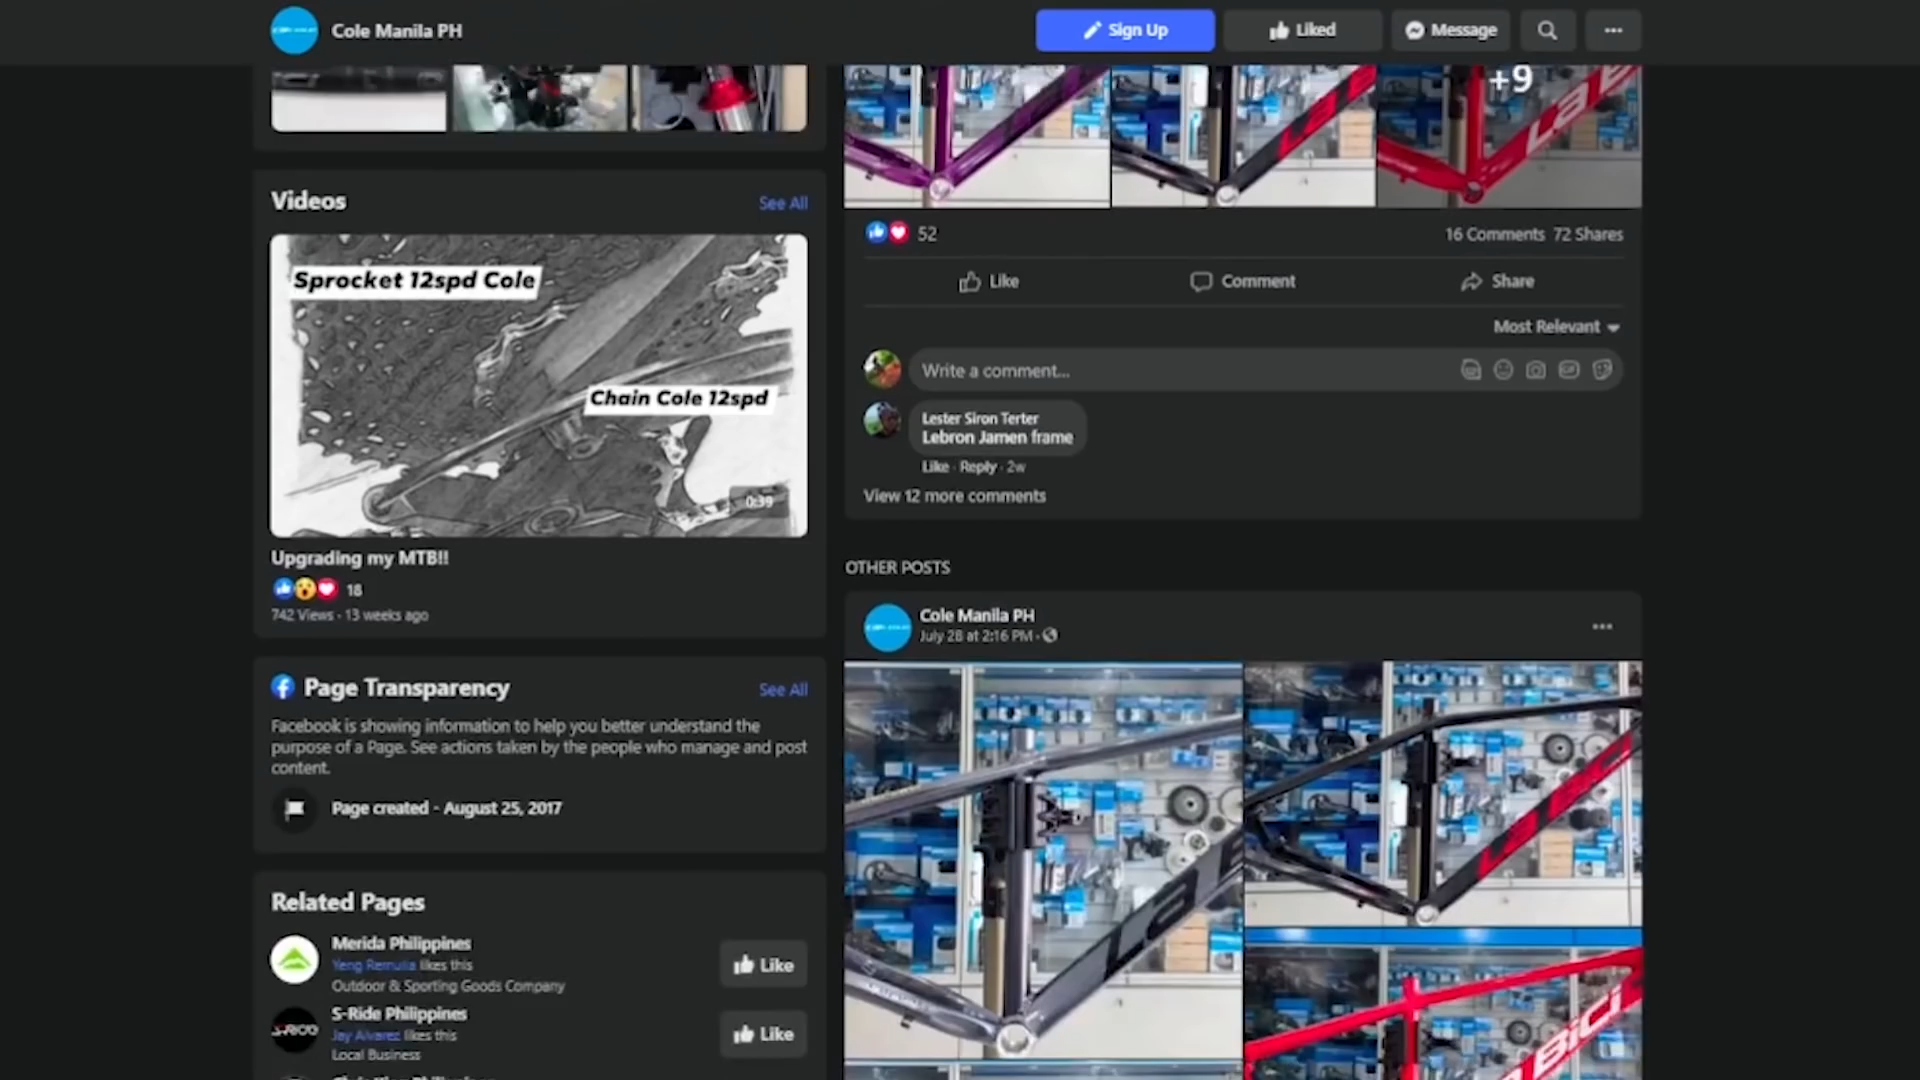 Cole Manila PH
Sign Up
Liked
Message
+9
Videos
See All
Sprocket 12spd Cole
Chain Cole 12spd
0:39
Upgrading my MTB!!
18
742 Views · 13 weeks ago
Page Transparency
See All
Facebook is showing information to help you better understand the
purpose of a Page. See actions taken by the people who manage and post
content.
Page created - August 25, 2017
Related Pages
Merida Philippines
Yeng Remulla likes this
Outdoor & Sporting Goods Company
Like
S-Ride Philippines
Jay Alvarez likes this
Local Business
Like
52
16 Comments 72 Shares
Like
Comment
Share
Most Relevant
Write a comment...
Lester Siron Terter
Lebron Jamen frame
Like · Reply · 2w
View 12 more comments
OTHER POSTS
Cole Manila PH
July 28 at 2:16 PM ·